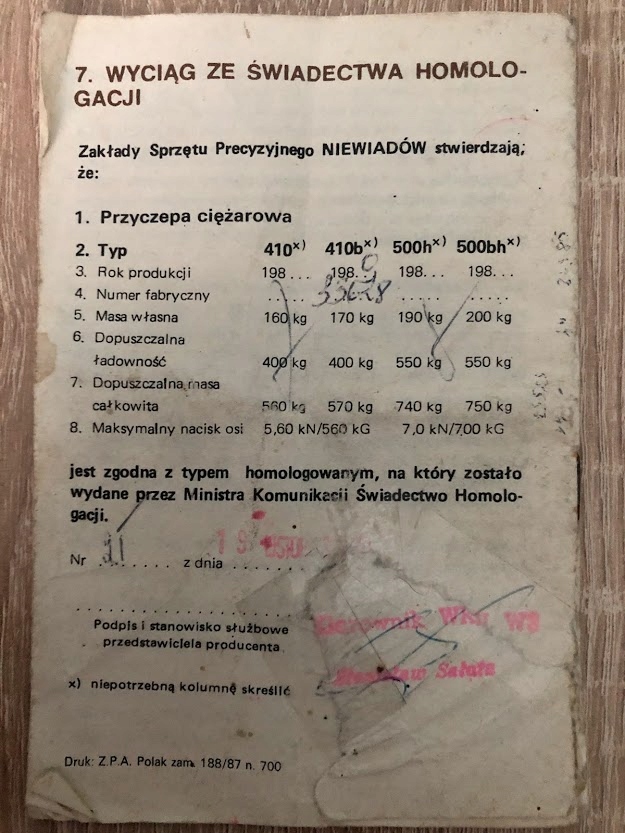 7. WYCIĄG ZE ŚWIADECTWA HOMOLO-
GACJI
Zakłady Sprzętu Precyzyjnego NIEWIADÓW stwierdzają,
że:
1. Przyczepa ciężarowa
2. Typ 410x) 410bx) 500hx) 500bhx)
3. Rok produkcji 198... 198.9 198... 198...
4. Numer fabryczny ..... 33628 ..... .....
5. Masa własna 160 kg 170 kg 190 kg 200 kg
6. Dopuszczalna
ładowność 400 kg 400 kg 550 kg 550 kg
7. Dopuszczalna masa
całkowita 560 kg 570 kg 740 kg 750 kg
8. Maksymalny nacisk osi 5,60 kN/560 kG 7,0 kN/700 kG
jest zgodna z typem homologowanym, na który zostało
wydane przez Ministra Komunikacji Świadectwo Homolo-
gacji.
Nr ......... z dnia ........
Podpis i stanowisko służbowe
przedstawiciela producenta
Kierownik
Stanisław Sałata
x) niepotrzebną kolumnę skreślić
Druk: Z.P.A. Polak zam. 188/87 n. 700